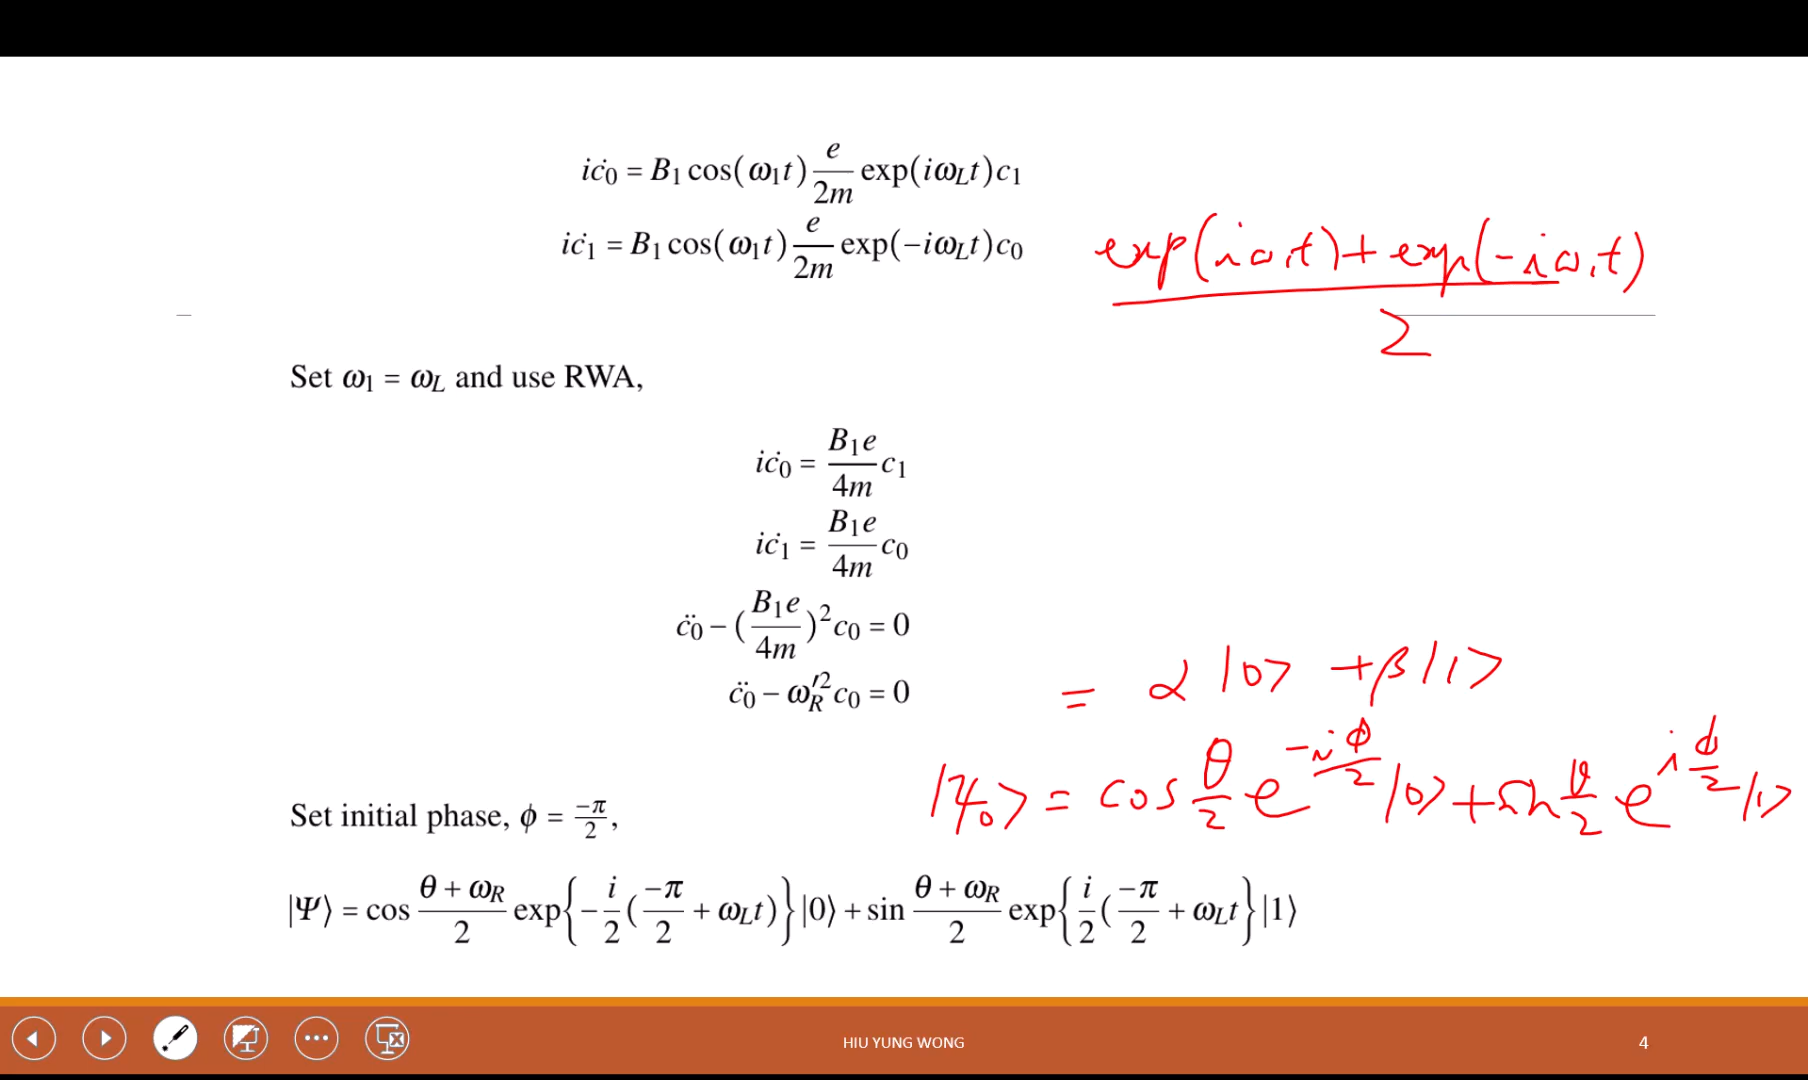 iċ₀ = B₁ cos(ω₁t) e/2m exp(iω_L t)c₁
iċ₁ = B₁ cos(ω₁t) e/2m exp(−iω_L t)c₀
exp(iω₁t) + exp(−iω₁t) / 2
Set ω₁ = ω_L and use RWA,
iċ₀ = B₁e/4m c₁
iċ₁ = B₁e/4m c₀
c̈₀ − (B₁e/4m)² c₀ = 0
c̈₀ − ω′_R² c₀ = 0
= α|0⟩ + β|1⟩
|ψ₀⟩ = cos θ/2 e^(−iϕ/2) |0⟩ + sin θ/2 e^(iϕ/2) |1⟩
Set initial phase, ϕ = −π/2,
|Ψ⟩ = cos (θ + ω_R)/2 exp{−i/2(−π/2 + ω_L t)}|0⟩ + sin (θ + ω_R)/2 exp{i/2(−π/2 + ω_L t}|1⟩
HIU YUNG WONG
4